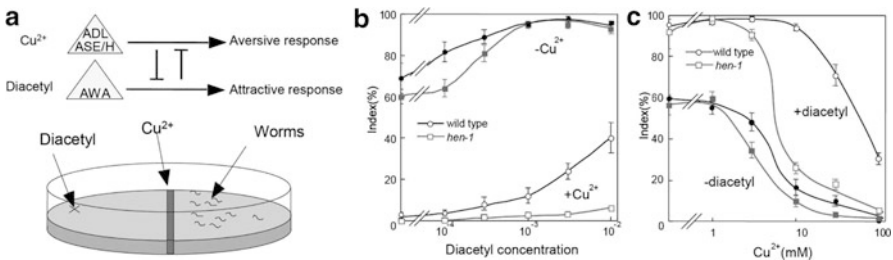 a
Cu2+
ADL
ASE/H
Aversive response
Diacetyl
AWA
Attractive response
Diacetyl
Cu2+
Worms
b
Index(%)
100
80
60
40
20
0
-Cu2+
wild type
hen-1
+Cu2+
10-4
10-3
10-2
Diacetyl concentration
c
Index(%)
100
80
60
40
20
0
wild type
hen-1
+diacetyl
-diacetyl
1
10
100
Cu2+(mM)